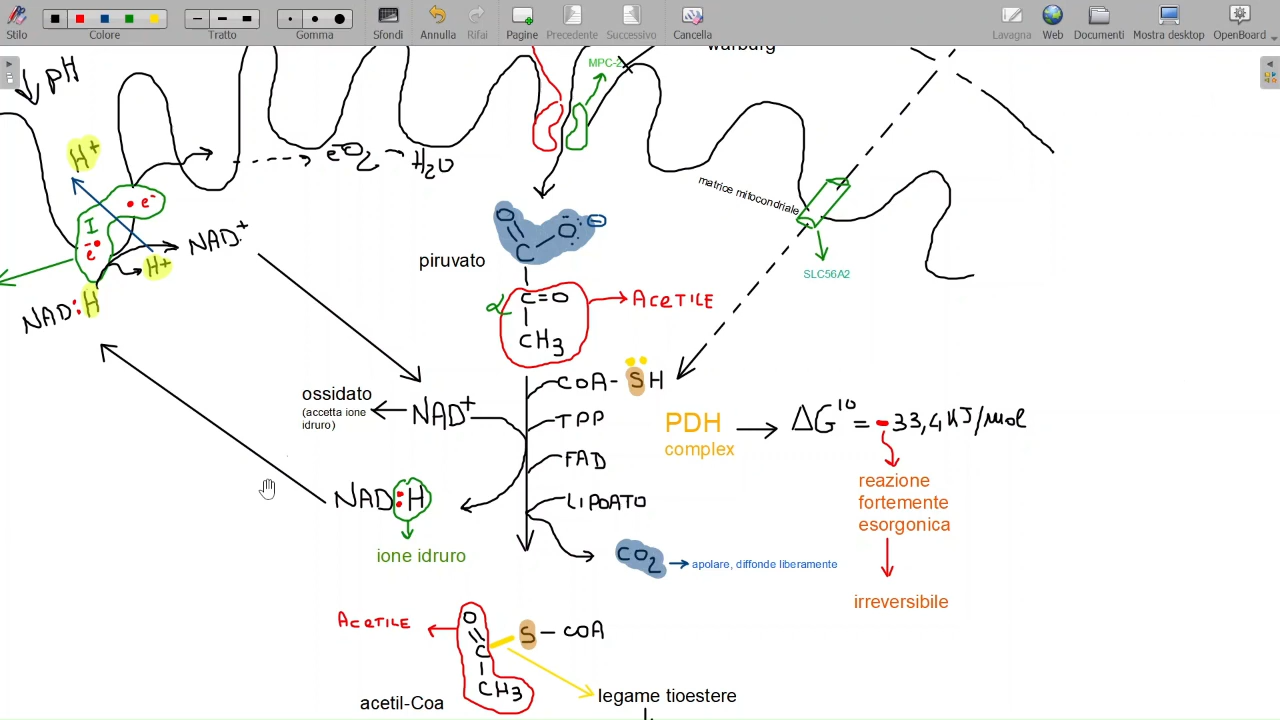 Stilo
Colore
Tratto
Gomma
Sfondi
Annulla
Rifai
Pagine
Precedente
Successivo
Cancella
Lavagna
Web
Documenti
Mostra desktop
OpenBoard
warburg
MPC-2
↓pH
H+
e- O2 → H2O
e-
I
e-
H+
NAD+
NAD:H
matrice mitocondriale
SLC56A2
O
O
C
piruvato
α
C=O
CH3
ACETILE
COA-SH
TPP
FAD
LIPOATO
ossidato
(accetta ione
idruro)
NAD+
NAD:H
ione idruro
PDH
complex
ΔG'° = -33,4 KJ/mol
reazione
fortemente
esorgonica
irreversibile
CO2
apolare, diffonde liberamente
ACETILE
O
C
CH3
S - COA
acetil-Coa
legame tioestere